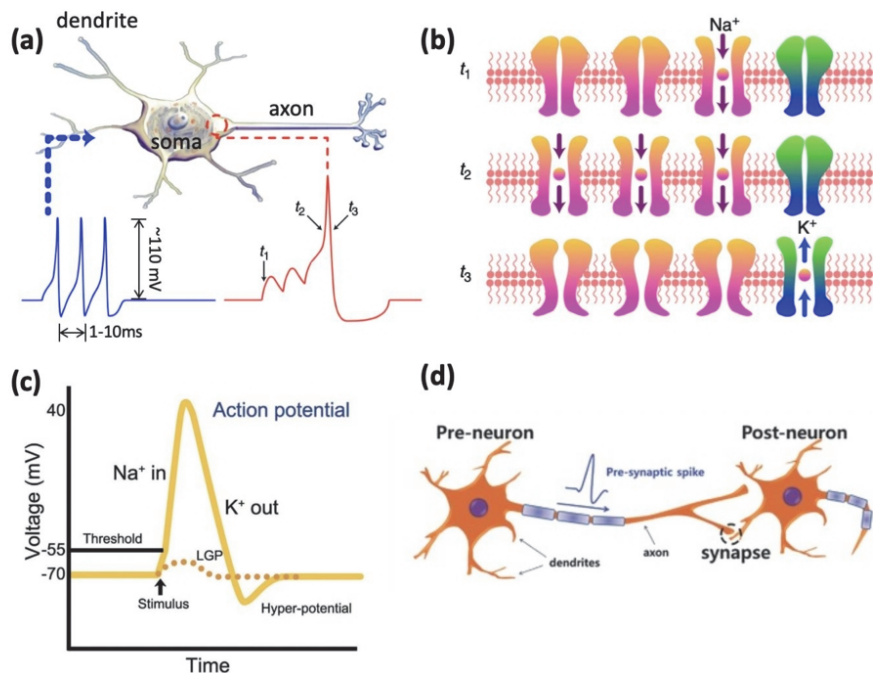 (a)
dendrite
axon
soma
~110 mV
1-10ms
t1
t2
t3
(b)
Na⁺
t1
t2
K⁺
t3
(c)
Voltage (mV)
40
-55
-70
Action potential
Na⁺ in
K⁺ out
Threshold
LGP
Stimulus
Hyper-potential
Time
(d)
Pre-neuron
Post-neuron
Pre-synaptic spike
dendrites
axon
synapse